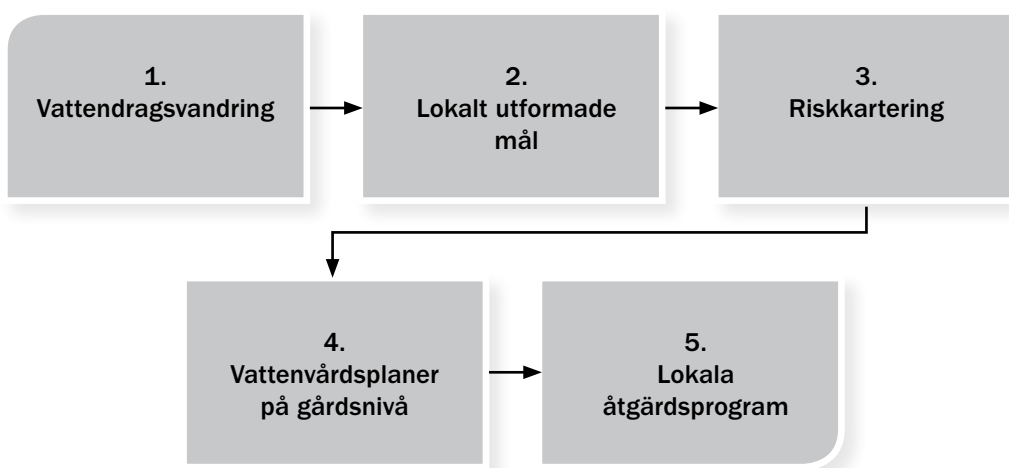 1.
Vattendragsvandring
2.
Lokalt utformade
mål
3.
Riskkartering
4.
Vattenvårdsplaner
på gårdsnivå
5.
Lokala
åtgärdsprogram